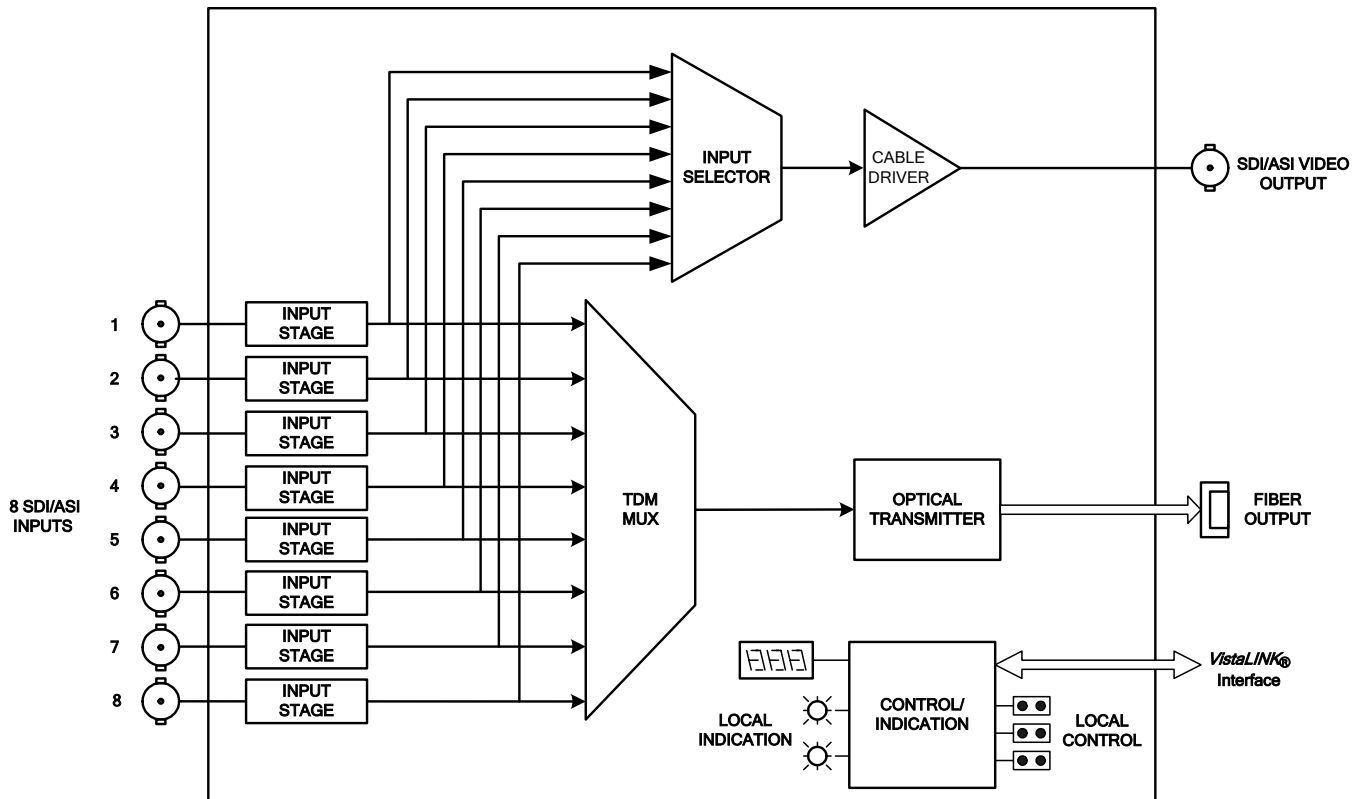 INPUT
SELECTOR
CABLE
DRIVER
SDI/ASI VIDEO
OUTPUT
8 SDI/ASI
INPUTS
1
INPUT
STAGE
2
INPUT
STAGE
3
INPUT
STAGE
4
INPUT
STAGE
5
INPUT
STAGE
6
INPUT
STAGE
7
INPUT
STAGE
8
INPUT
STAGE
TDM
MUX
OPTICAL
TRANSMITTER
FIBER
OUTPUT
LOCAL
INDICATION
CONTROL/
INDICATION
LOCAL
CONTROL
VistaLINK®
Interface